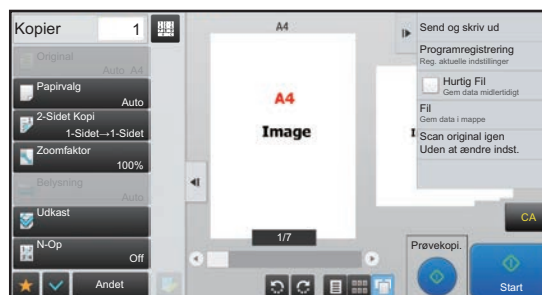 Kopier 1
Original
Auto A4
Papirvalg
Auto
2-Sidet Kopi
1-Sidet→1-Sidet
Zoomfaktor
100%
Belysning
Auto
Udkast
N-Op
Off
Andet
A4
A4
Image
1/7
Send og skriv ud
Programregistrering
Reg. aktuelle indstillinger
Hurtig Fil
Gem data midlertidigt
Fil
Gem data i mappe
Scan original igen
Uden at ændre indst.
CA
Prøvekopi.
Start